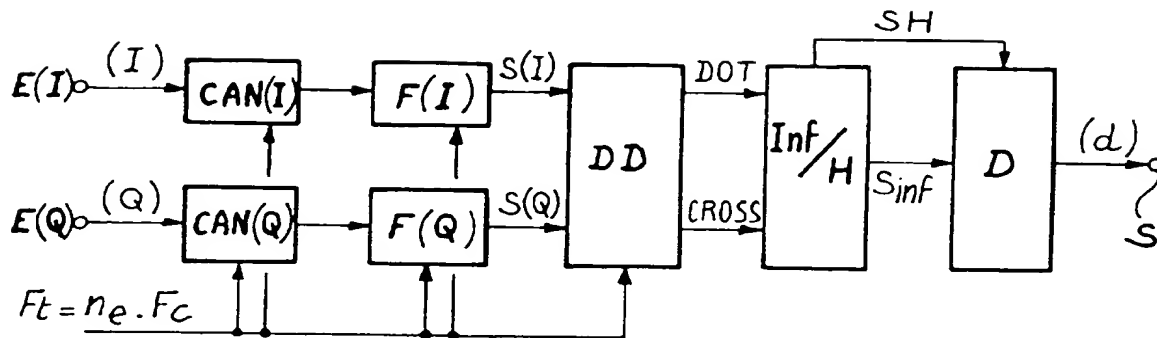 SH
E(I)
(I)
CAN(I)
F(I)
S(I)
DD
DOT
Inf/H
Sinf
D
(d)
S
E(Q)
(Q)
CAN(Q)
F(Q)
S(Q)
CROSS
Ft = ne . Fc